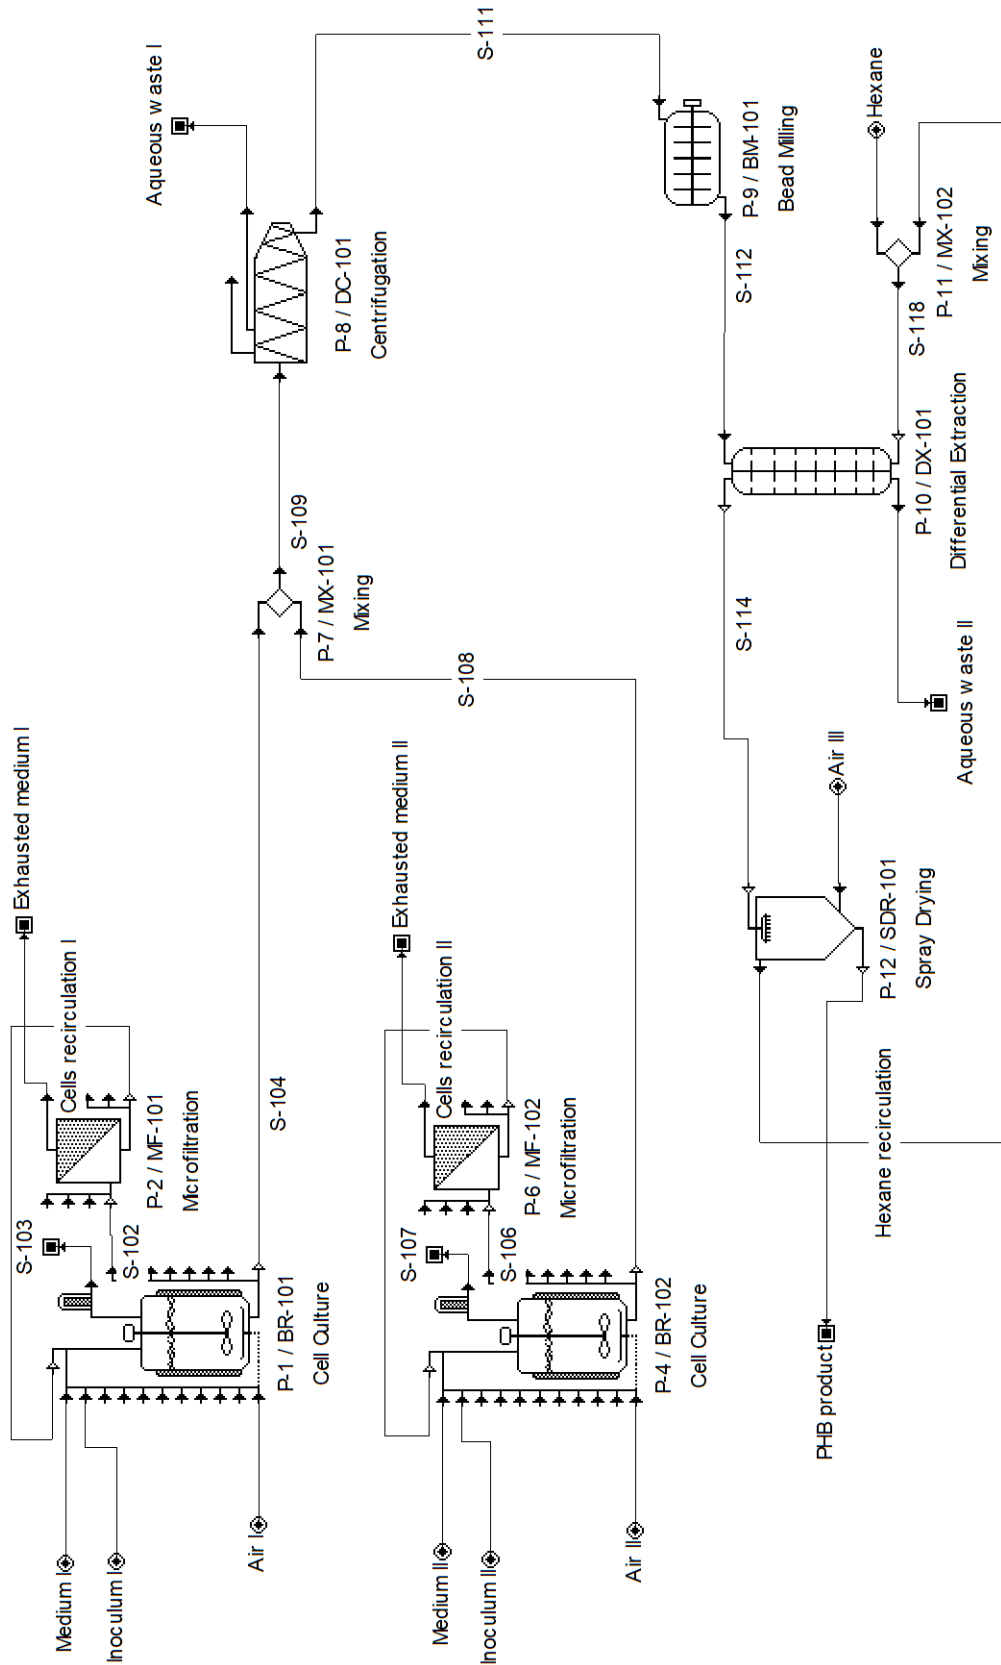 Medium I
Inoculum I
Air I
S-103
S-102
P-1 / BR-101
Cell Culture
Cells recirculation I
P-2 / MF-101
Microfiltration
Exhausted medium I
S-104
Medium II
Inoculum II
Air II
S-107
S-106
P-4 / BR-102
Cell Culture
Cells recirculation II
P-6 / MF-102
Microfiltration
Exhausted medium II
S-108
P-7 / MX-101
Mixing
S-109
P-8 / DC-101
Centrifugation
Aqueous waste I
S-111
P-9 / BM-101
Bead Milling
S-112
P-10 / DX-101
Differential Extraction
S-118
P-11 / MX-102
Mixing
Hexane
S-114
Aqueous waste II
Air III
P-12 / SDR-101
Spray Drying
Hexane recirculation
PHB product